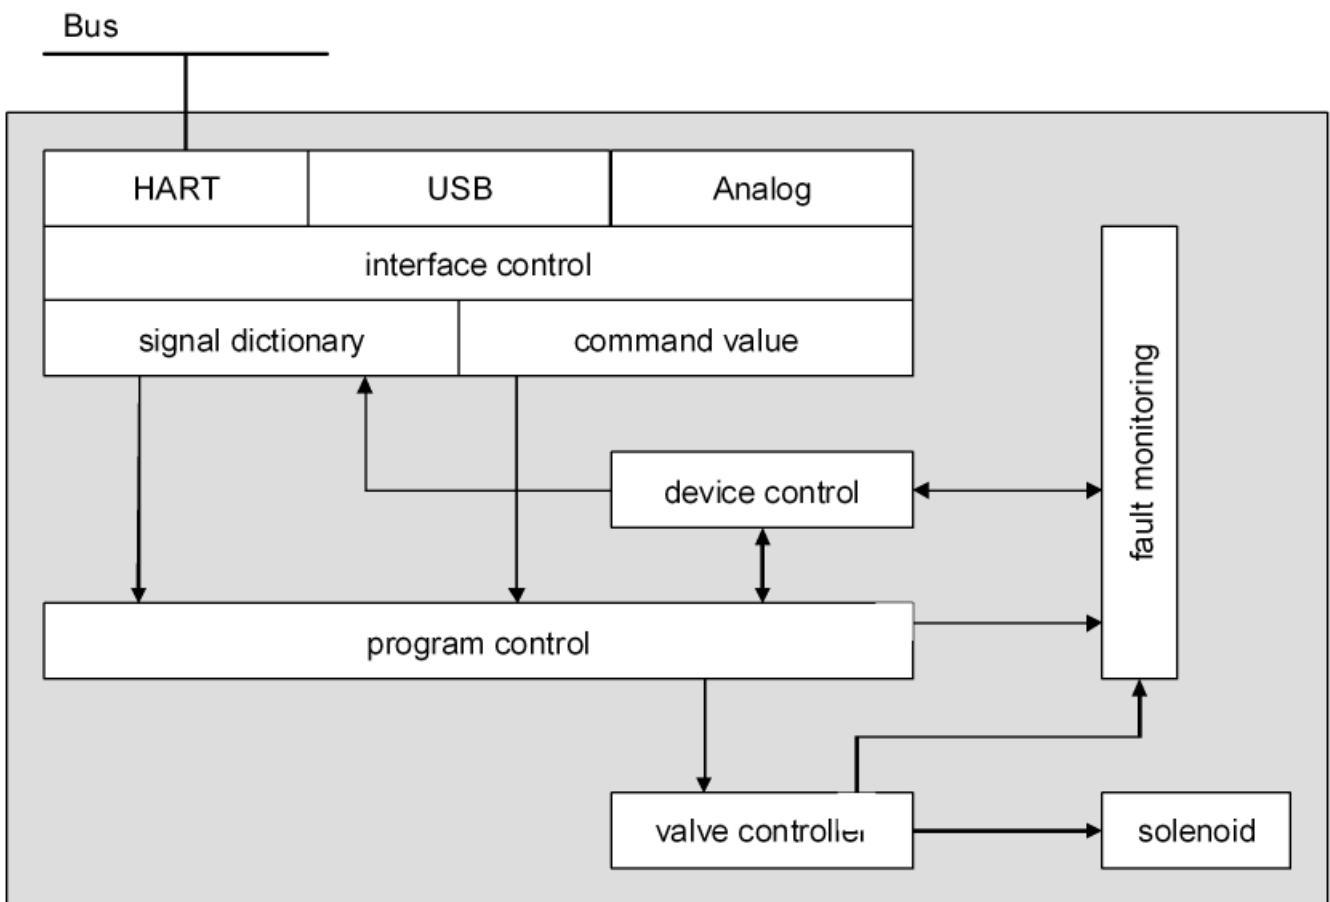 Bus
HART
USB
Analog
interface control
signal dictionary
command value
device control
fault monitoring
program control
valve controller
solenoid